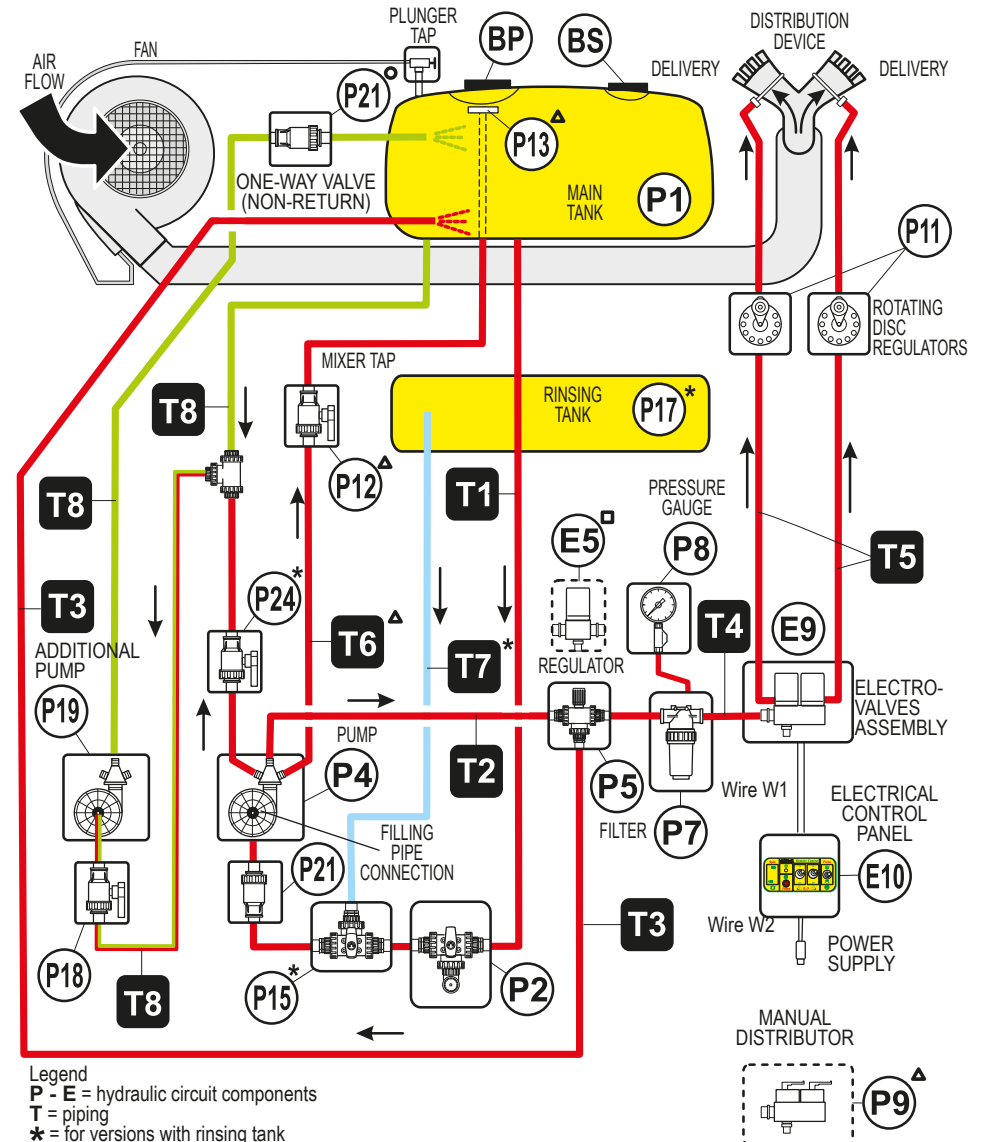 PLUNGER
TAP
BP
BS
DISTRIBUTION
DEVICE
FAN
AIR
FLOW
DELIVERY
DELIVERY
P21
P13
ONE-WAY VALVE
(NON-RETURN)
MAIN
TANK
P1
P11
ROTATING
DISC
REGULATORS
MIXER TAP
RINSING
TANK
P17*
T8
P12
T8
T1
PRESSURE
GAUGE
E5
P8
T5
T3
P24*
T6
T7*
T4
E9
ADDITIONAL
PUMP
REGULATOR
P19
ELECTRO-
VALVES
ASSEMBLY
PUMP
P4
T2
P5
Wire W1
FILTER
P7
ELECTRICAL
CONTROL
PANEL
FILLING
PIPE
CONNECTION
P21
E10
T3
Wire W2
P18
T8
P15*
P2
POWER
SUPPLY
MANUAL
DISTRIBUTOR
P9
Legend
P - E = hydraulic circuit components
T = piping
* = for versions with rinsing tank